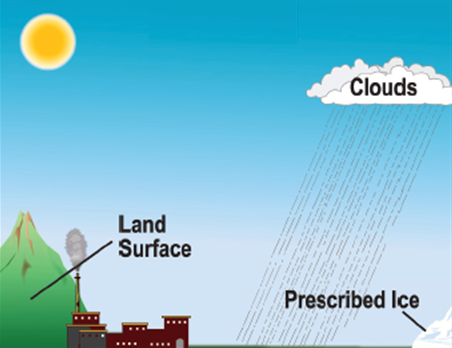 Clouds
Land
Surface
Prescribed Ice